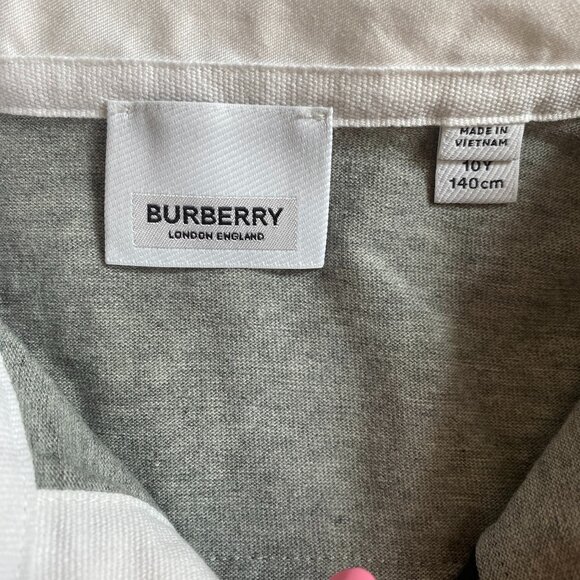 BURBERRY
LONDON ENGLAND
MADE IN
VIETNAM
10Y
140cm